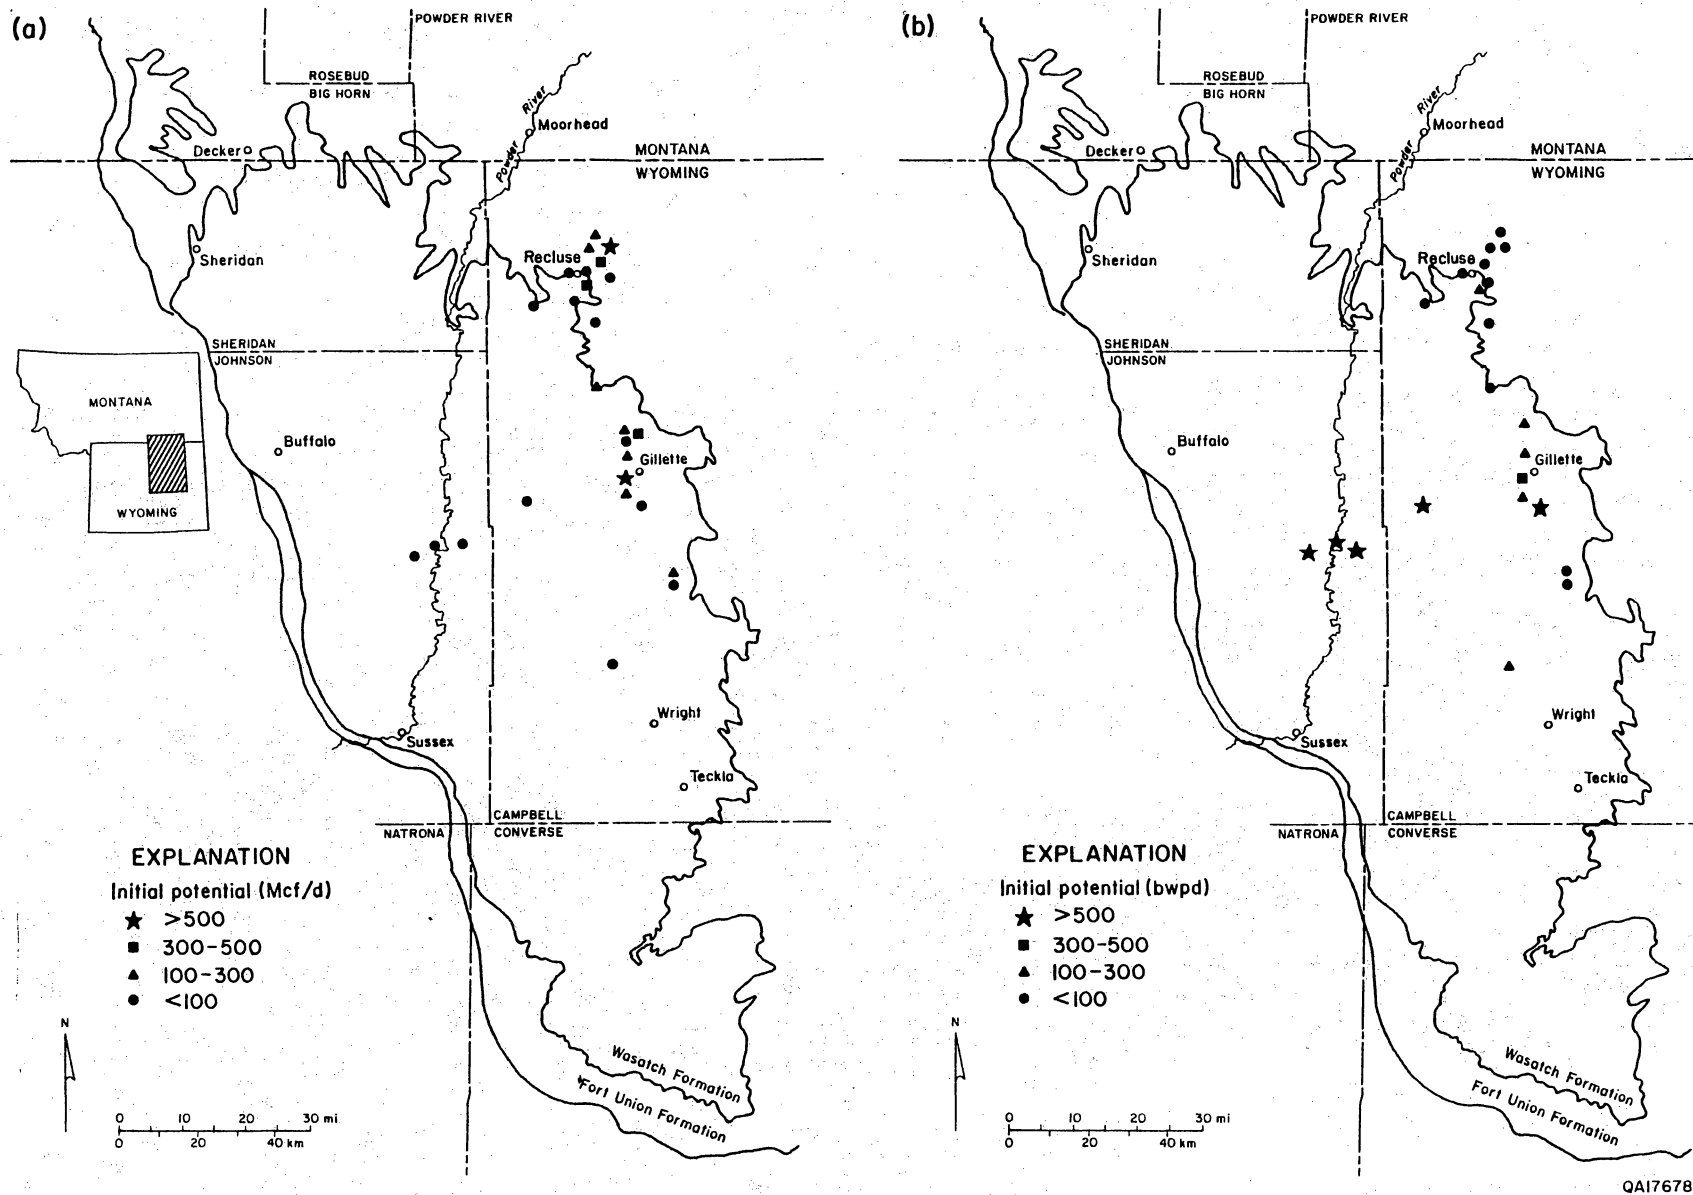 (a)
POWDER RIVER
ROSEBUD
BIG HORN
Powder River
Moorhead
Decker
MONTANA
WYOMING
Sheridan
Recluse
SHERIDAN
JOHNSON
MONTANA
WYOMING
Buffalo
Gillette
Wright
Sussex
Teckla
CAMPBELL
NATRONA
CONVERSE
EXPLANATION
Initial potential (Mcf/d)
>500
300-500
100-300
<100
N
Wasatch Formation
Fort Union Formation
0 10 20 30 mi
0 20 40 km
(b)
POWDER RIVER
ROSEBUD
BIG HORN
Powder River
Moorhead
Decker
MONTANA
WYOMING
Sheridan
Recluse
SHERIDAN
JOHNSON
Buffalo
Gillette
Wright
Sussex
Teckla
CAMPBELL
NATRONA
CONVERSE
EXPLANATION
Initial potential (bwpd)
>500
300-500
100-300
<100
N
Wasatch Formation
Fort Union Formation
0 10 20 30 mi
0 20 40 km
QA17678